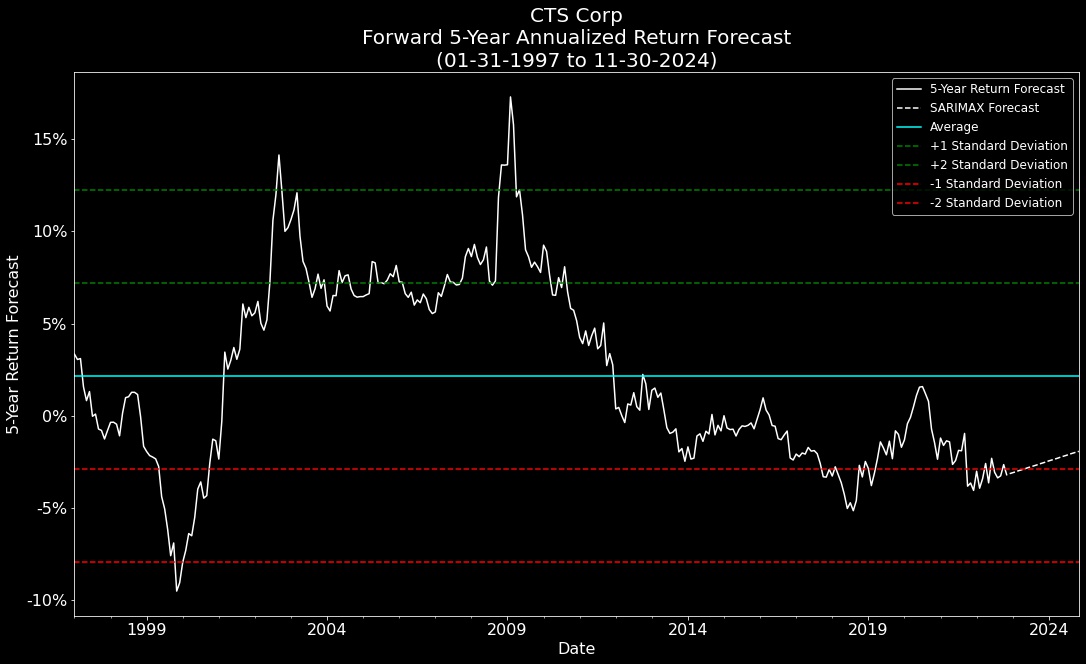 CTS Corp
Forward 5-Year Annualized Return Forecast
(01-31-1997 to 11-30-2024)
5-Year Return Forecast
SARIMAX Forecast
Average
+1 Standard Deviation
+2 Standard Deviation
-1 Standard Deviation
-2 Standard Deviation
5-Year Return Forecast
15%
10%
5%
0%
-5%
-10%
1999 2004 2009 2014 2019 2024
Date